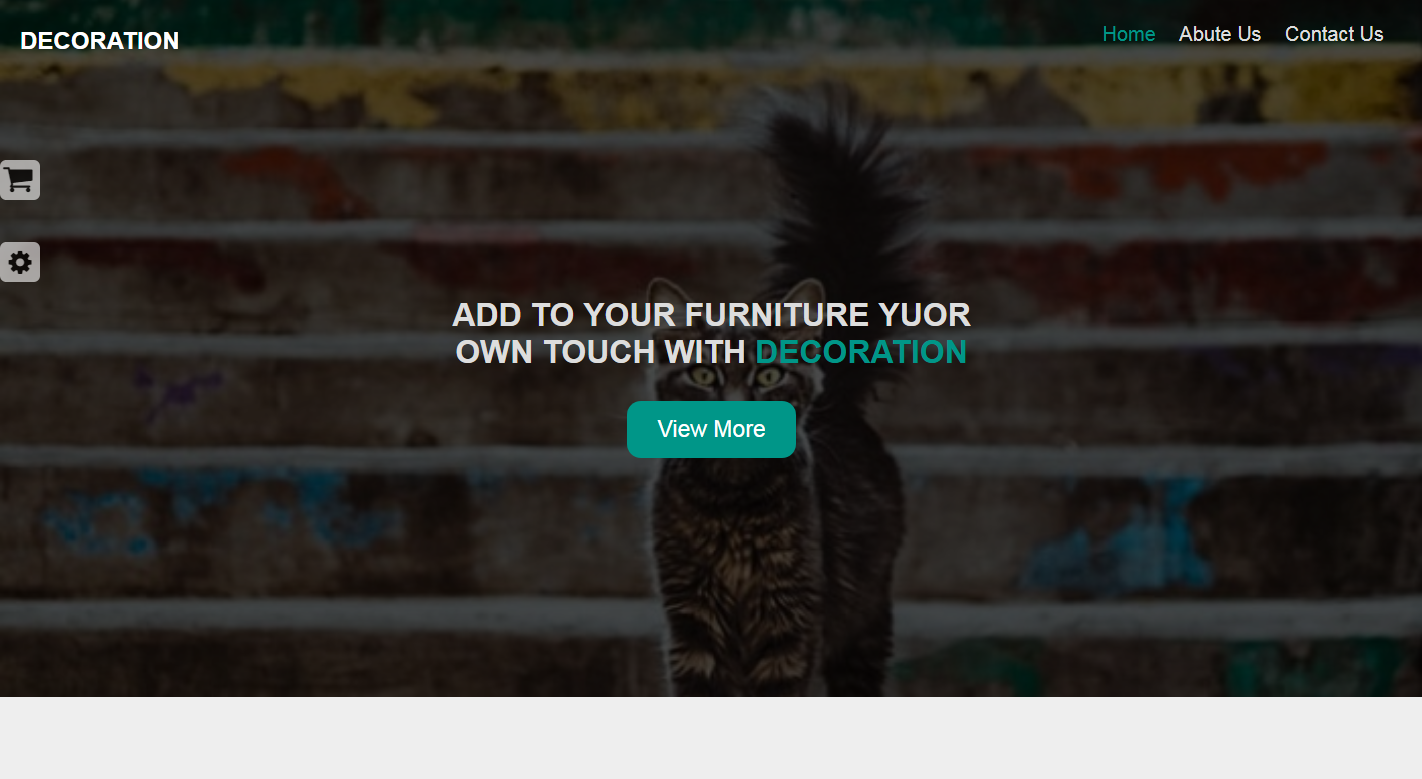 DECORATION
Home Abute Us Contact Us
ADD TO YOUR FURNITURE YUOR
OWN TOUCH WITH DECORATION
View More